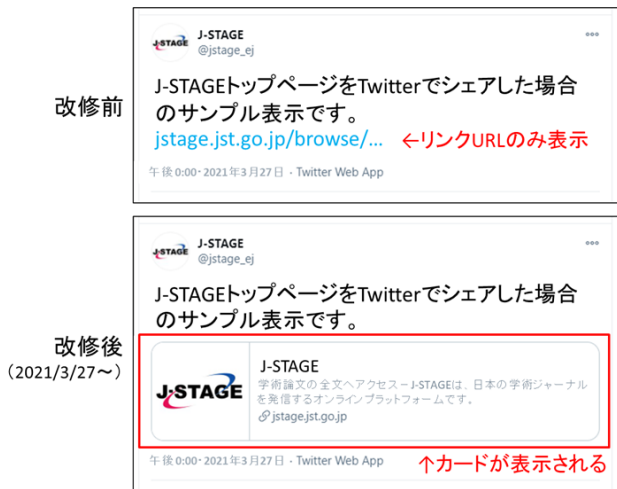 J-STAGE
J-STAGE
@jstage_ej
J-STAGEトップページをTwitterでシェアした場合
のサンプル表示です。
改修前
jstage.jst.go.jp/browse/... ←リンクURLのみ表示
午後0:00・2021年3月27日・Twitter Web App
J-STAGE
J-STAGE
@jstage_ej
J-STAGEトップページをTwitterでシェアした場合
のサンプル表示です。
改修後
(2021/3/27～)
J-STAGE
J-STAGE
学術論文の全文へアクセス－J-STAGEは、日本の学術ジャーナル
を発信するオンラインプラットフォームです。
jstage.jst.go.jp
午後0:00・2021年3月27日・Twitter Web App ↑カードが表示される